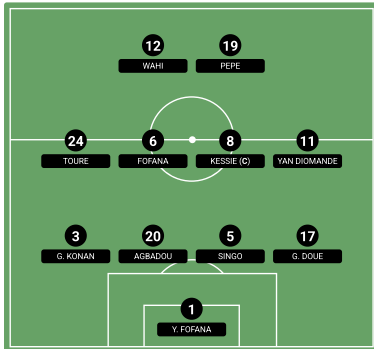 12 19
WAHI PEPE
24 6 8 11
TOURE FOFANA KESSIE (C) YAN DIOMANDE
3 20 5 17
G. KONAN AGBADOU SINGO G. DOUE
1
Y. FOFANA